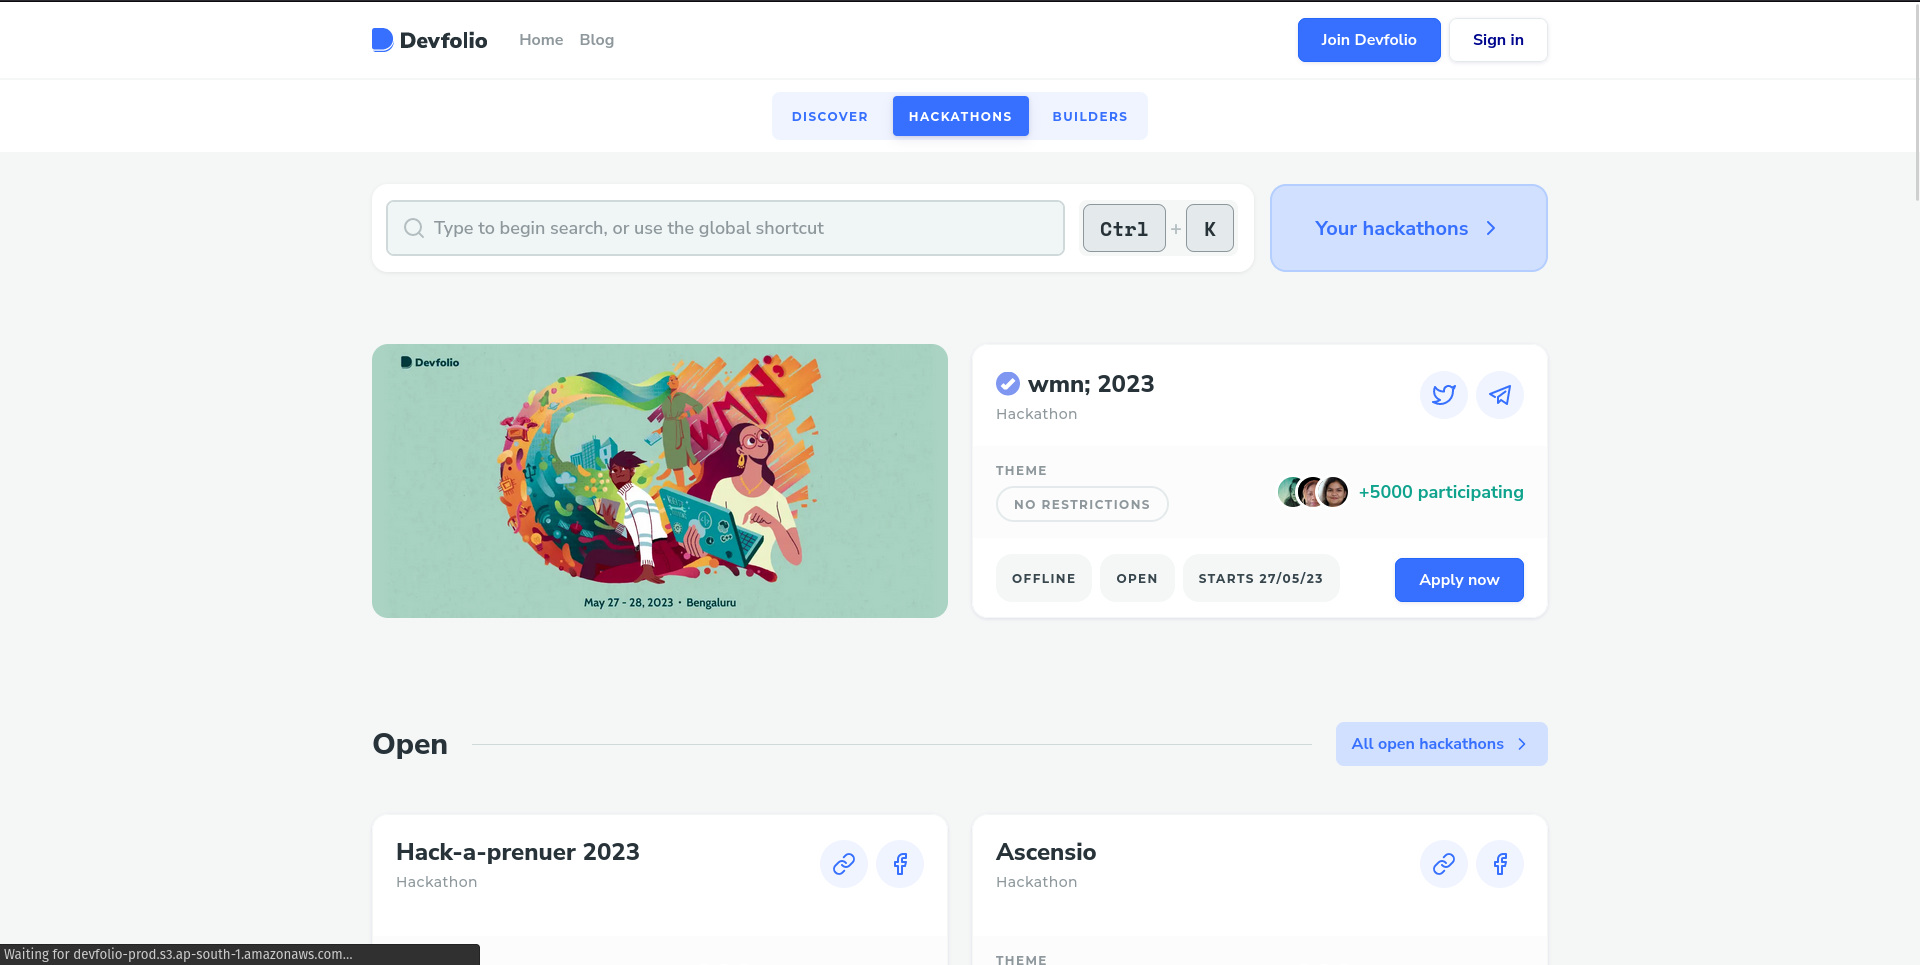 Devfolio
Home
Blog
Join Devfolio
Sign in
DISCOVER
HACKATHONS
BUILDERS
Type to begin search, or use the global shortcut
Ctrl + K
Your hackathons
Devfolio
WMN;
May 27 - 28, 2023 · Bengaluru
wmn; 2023
Hackathon
THEME
NO RESTRICTIONS
+5000 participating
OFFLINE
OPEN
STARTS 27/05/23
Apply now
Open
All open hackathons
Hack-a-prenuer 2023
Hackathon
Ascensio
Hackathon
THEME
Waiting for devfolio-prod.s3.ap-south-1.amazonaws.com...